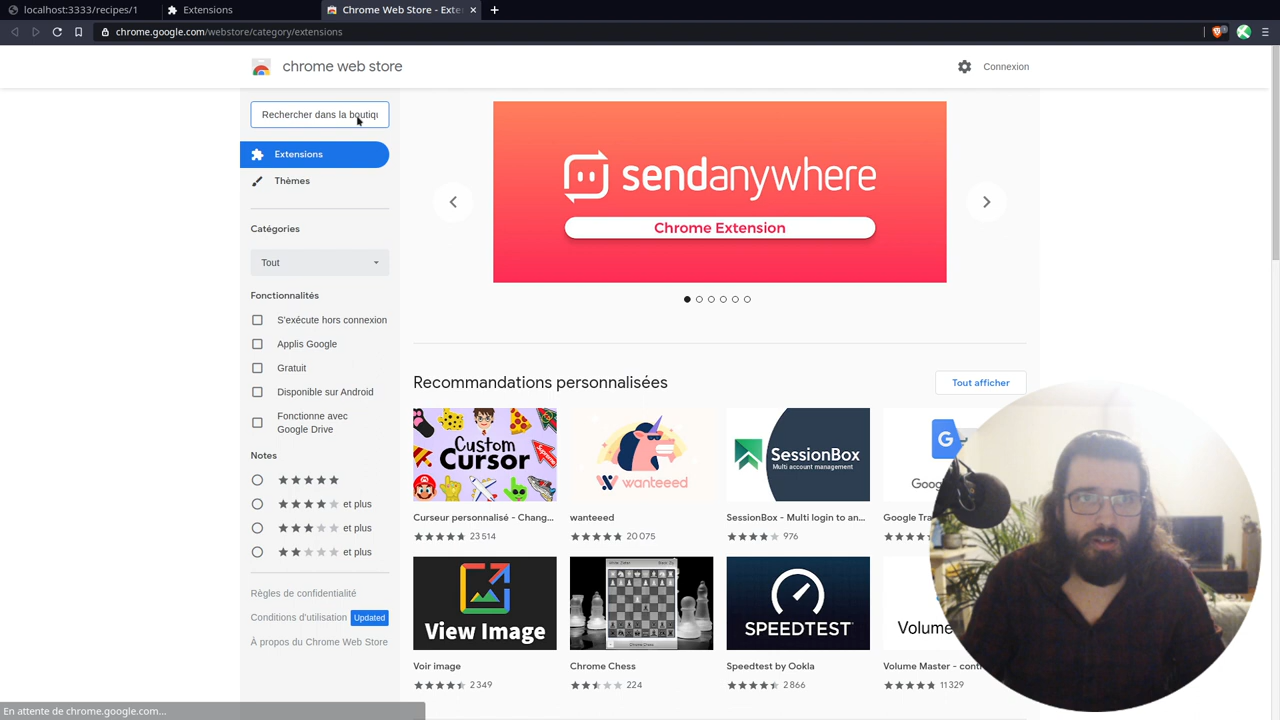 localhost:3333/recipes/1
Extensions
Chrome Web Store - Exte
chrome.google.com/webstore/category/extensions
chrome web store
Connexion
Rechercher dans la boutiqu
Extensions
Thèmes
Catégories
Tout
Fonctionnalités
S'exécute hors connexion
Applis Google
Gratuit
Disponible sur Android
Fonctionne avec
Google Drive
Notes
et plus
et plus
et plus
Règles de confidentialité
Conditions d'utilisation Updated
À propos du Chrome Web Store
sendanywhere
Chrome Extension
Recommandations personnalisées
Tout afficher
Custom
Cursor
wanteeed
SessionBox
Multi account management
G
Goog
Curseur personnalisé - Chang...
wanteeed
SessionBox - Multi login to an...
Google Tra
23 514
20 075
976
View Image
SPEEDTEST
Volume
Voir image
Chrome Chess
Speedtest by Ookla
Volume Master - cont
2 349
224
2 866
11 329
En attente de chrome.google.com...